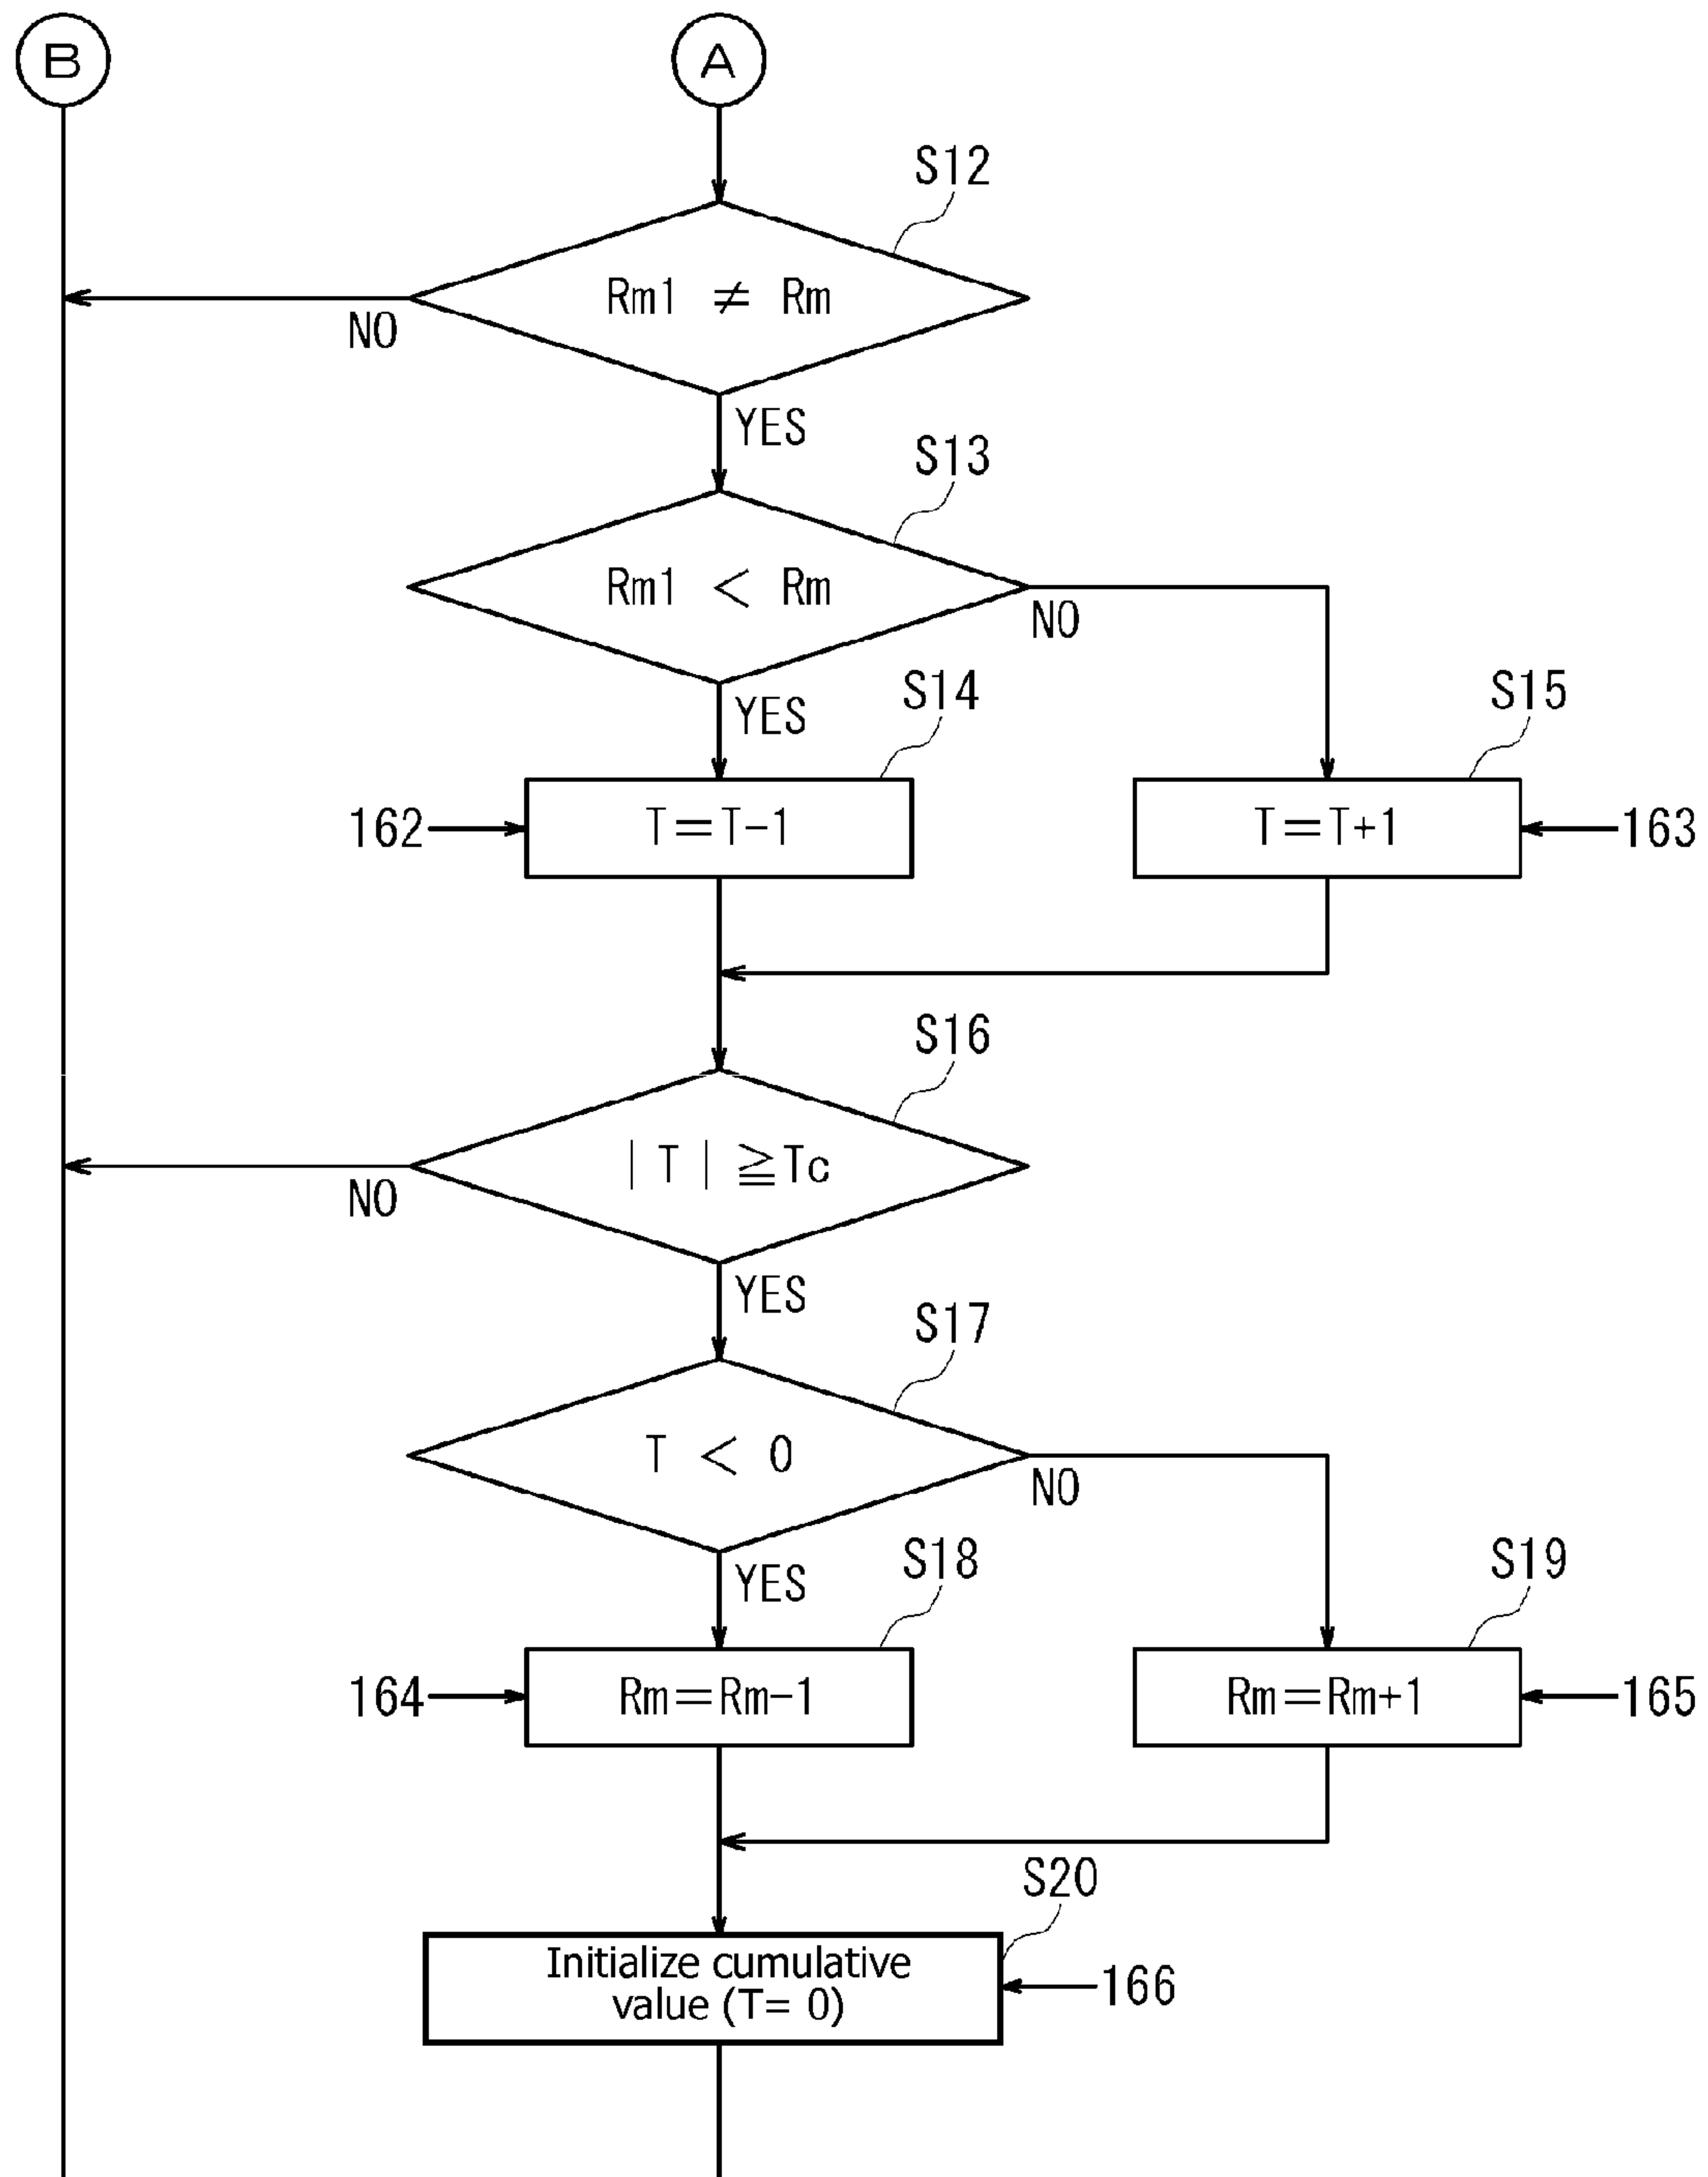 B
A
S12
Rm1 ≠ Rm
NO
YES
S13
Rm1 < Rm
NO
YES
S14
S15
162
T=T-1
T=T+1
163
S16
| T | ≧Tc
NO
YES
S17
T < 0
NO
YES
S18
S19
164
Rm=Rm-1
Rm=Rm+1
165
S20
Initialize cumulative
value (T= 0)
166